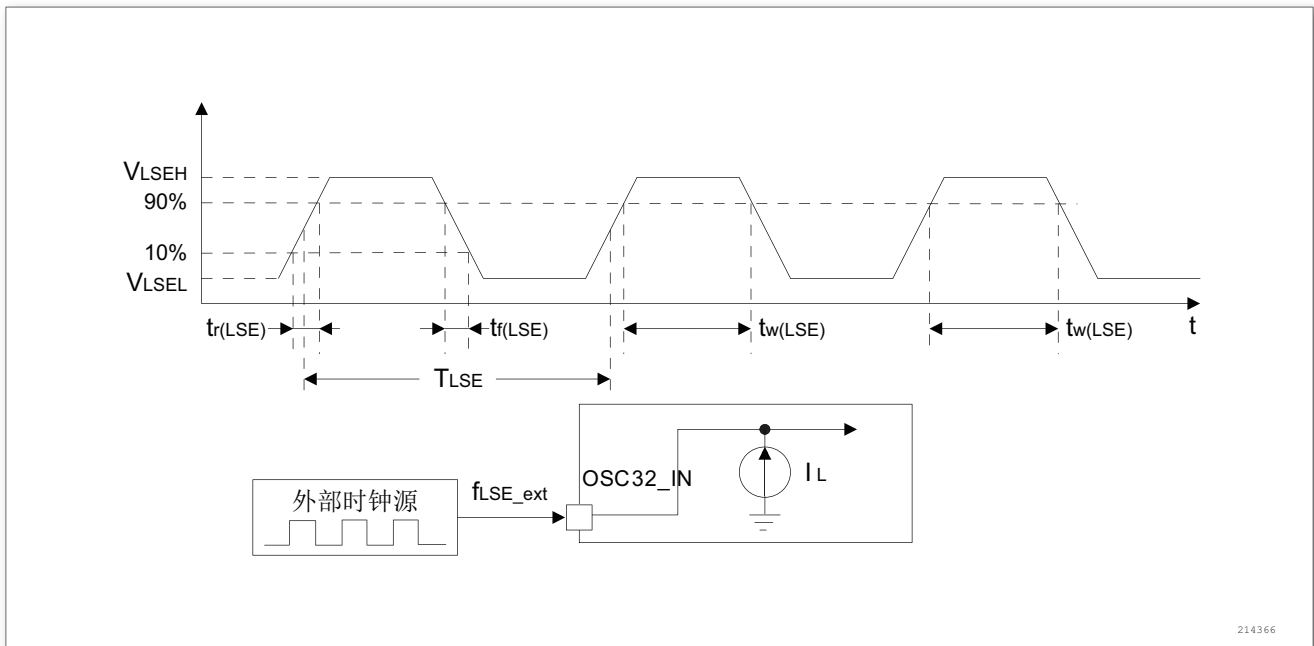 VLSEH
90%
10%
VLSEL
tr(LSE)
tf(LSE)
tw(LSE)
tw(LSE)
t
TLSE
外部时钟源
fLSE_ext
OSC32_IN
IL
214366